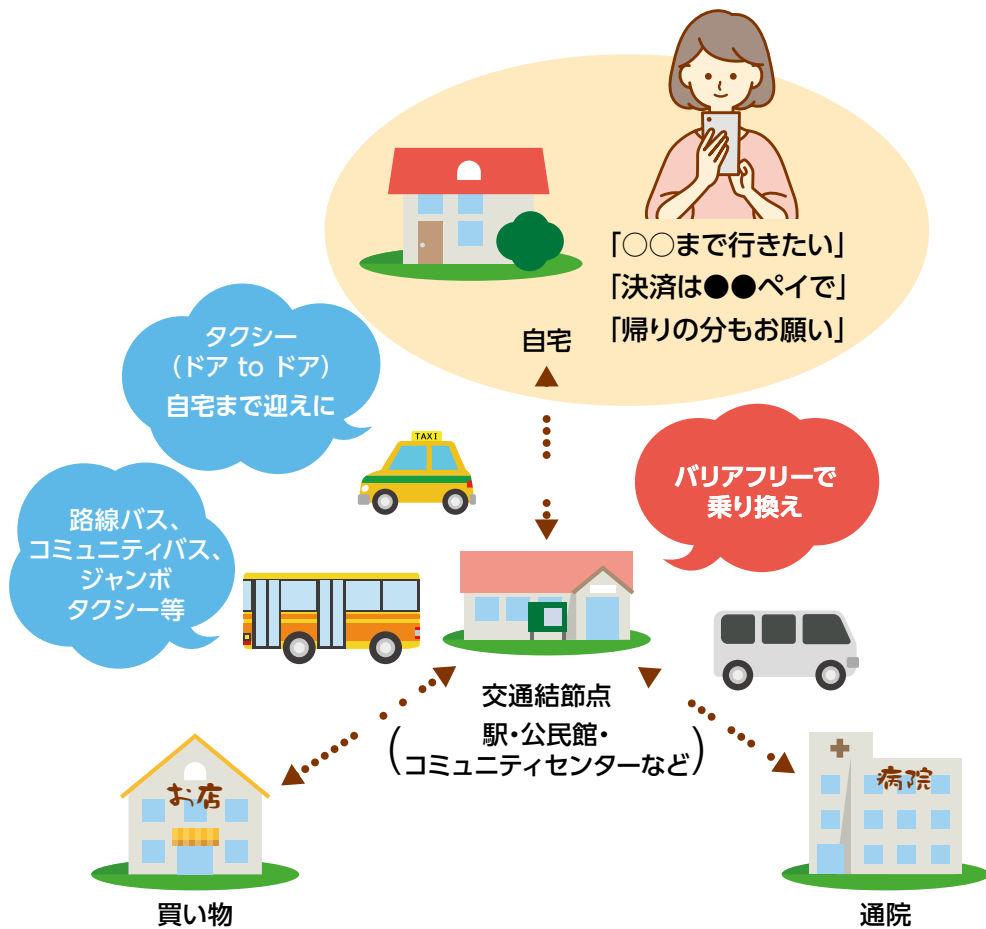 「○○まで行きたい」
「決済は●●ペイで」
「帰りの分もお願い」
自宅
タクシー
（ドア to ドア）
自宅まで迎えに
TAXI
バリアフリーで
乗り換え
路線バス、
コミュニティバス、
ジャンボ
タクシー等
交通結節点
（駅・公民館・
コミュニティセンターなど）
お店
買い物
病院
通院